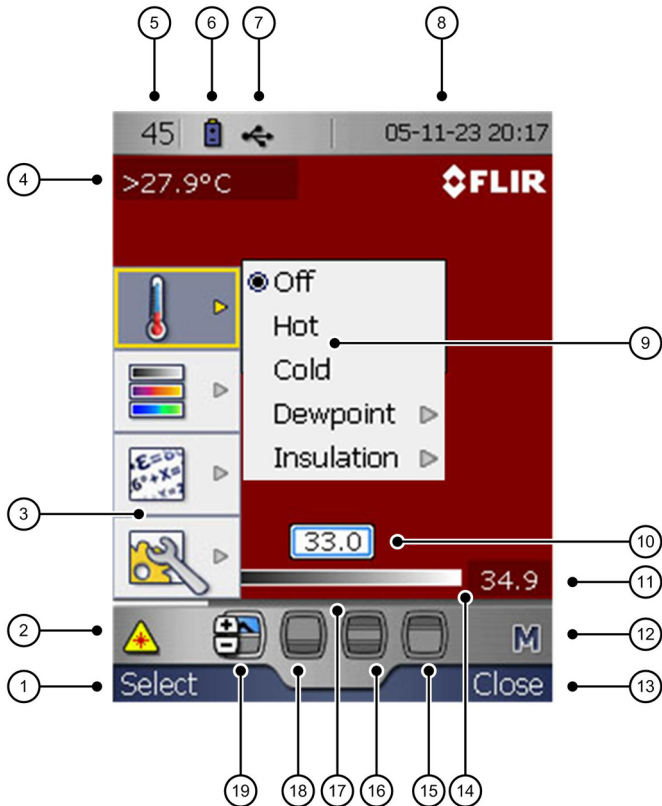 5 6 7 8
45 05-11-23 20:17
4 >27.9°C FLIR
Off
Hot 9
Cold
Dewpoint
Insulation
3
33.0 10
34.9 11
2 M 12
1 Select Close 13
19 18 17 16 15 14